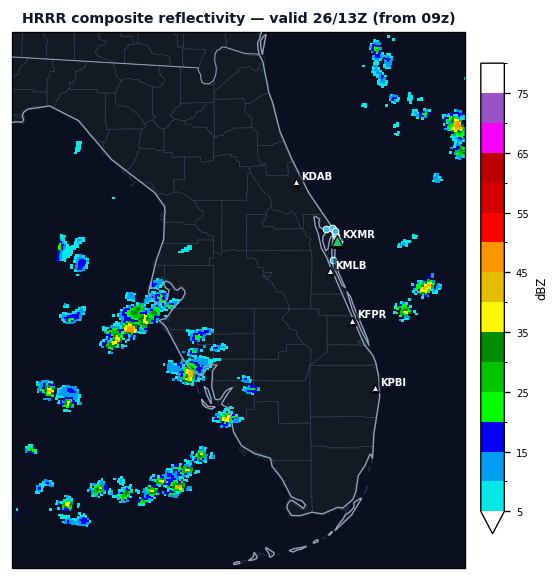 HRRR composite reflectivity — valid 26/13Z (from 09z)
KDAB
KXMR
KMLB
KFPR
KPBI
75
65
55
45
35
25
15
5
dBZ